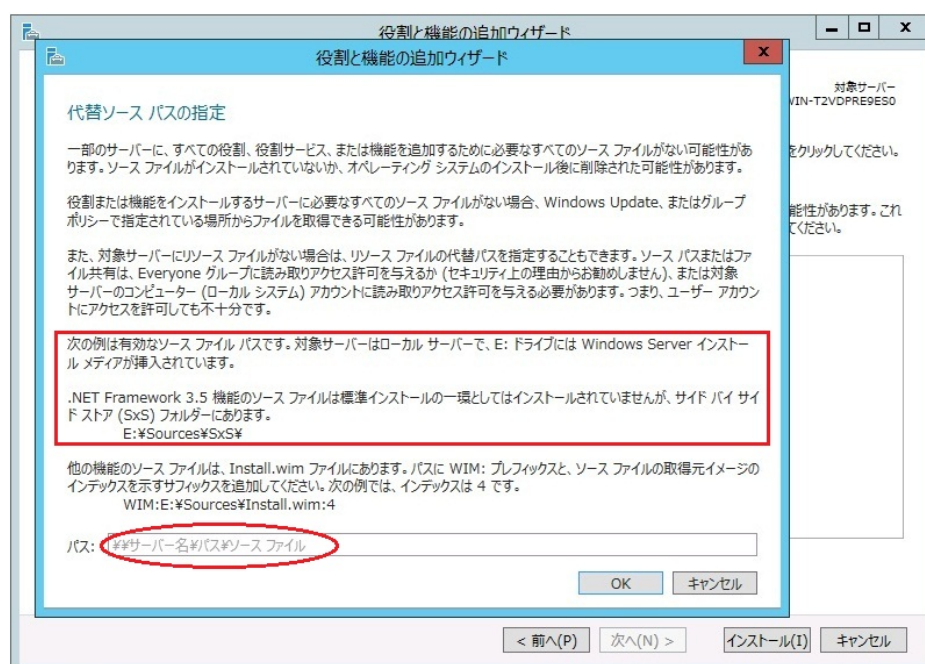 役割と機能の追加ウィザード
役割と機能の追加ウィザード
対象サーバー
WIN-T2VDPRE9ES0
代替ソース パスの指定
一部のサーバーに、すべての役割、役割サービス、または機能を追加するために必要なすべてのソース ファイルがない可能性があ
ります。ソース ファイルがインストールされていないか、オペレーティング システムのインストール後に削除された可能性があります。
をクリックしてください。
役割または機能をインストールするサーバーに必要なすべてのソース ファイルがない場合、Windows Update、またはグループ
ポリシーで指定されている場所からファイルを取得できる可能性があります。
能性があります。これ
てください。
また、対象サーバーにリソース ファイルがない場合は、リソース ファイルの代替パスを指定することもできます。ソース パスまたはファ
イル共有は、Everyone グループに読み取りアクセス許可を与えるか (セキュリティ上の理由からお勧めしません)、または対象
サーバーのコンピューター (ローカル システム) アカウントに読み取りアクセス許可を与える必要があります。つまり、ユーザー アカウン
トにアクセスを許可しても不十分です。
次の例は有効なソース ファイル パスです。対象サーバーはローカル サーバーで、E: ドライブには Windows Server インストー
ル メディアが挿入されています。
.NET Framework 3.5 機能のソース ファイルは標準インストールの一環としてはインストールされていませんが、サイド バイ サイ
ド ストア (SxS) フォルダーにあります。
E:¥Sources¥SxS¥
他の機能のソース ファイルは、Install.wim ファイルにあります。パスに WIM: プレフィックスと、ソース ファイルの取得元イメージの
インデックスを示すサフィックスを追加してください。次の例では、インデックスは 4 です。
WIM:E:¥Sources¥Install.wim:4
パス: ¥¥サーバー名¥パス¥ソース ファイル
OK キャンセル
< 前へ(P) 次へ(N) > インストール(I) キャンセル